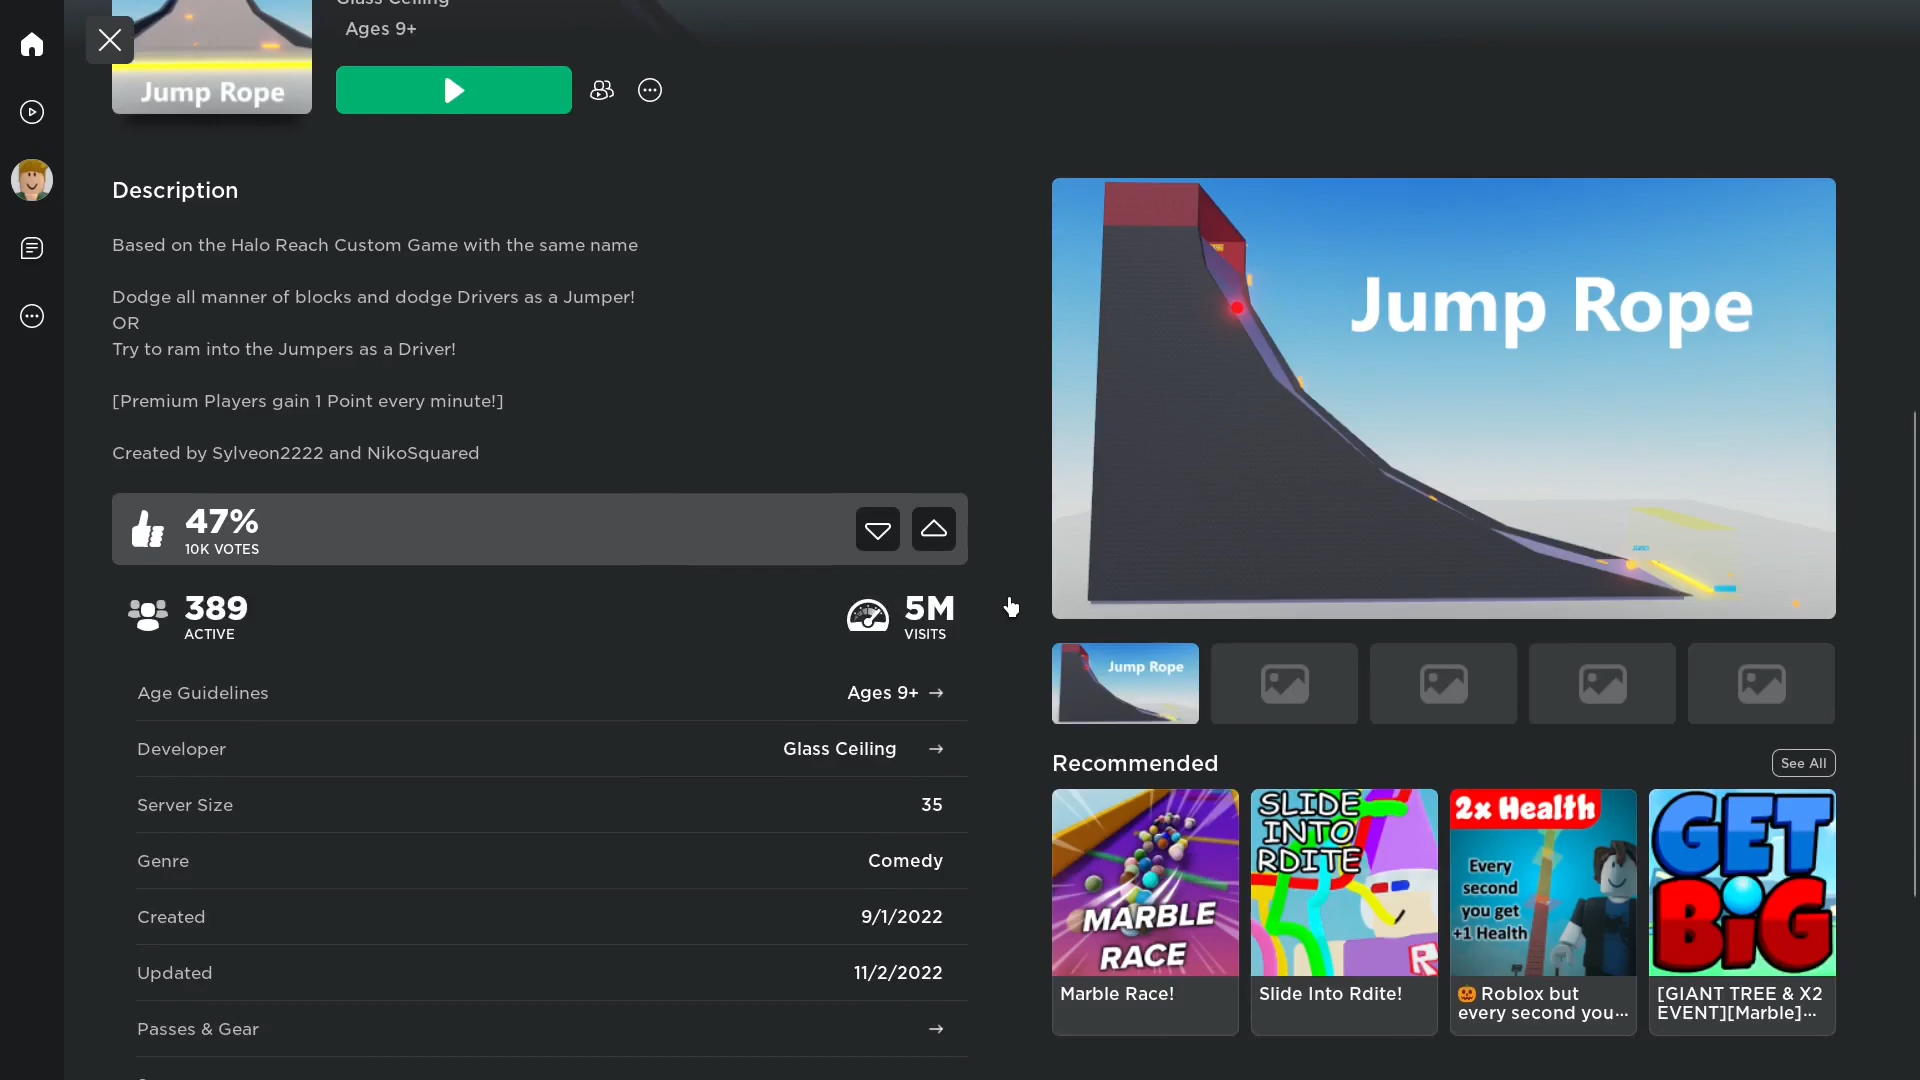 Glass Ceiling
Ages 9+
Jump Rope
Description
Based on the Halo Reach Custom Game with the same name
Dodge all manner of blocks and dodge Drivers as a Jumper!
OR
Try to ram into the Jumpers as a Driver!
[Premium Players gain 1 Point every minute!]
Created by Sylveon2222 and NikoSquared
47%
10K VOTES
389
ACTIVE
5M
VISITS
Age Guidelines
Ages 9+ →
Developer
Glass Ceiling →
Server Size
35
Genre
Comedy
Created
9/1/2022
Updated
11/2/2022
Passes & Gear
→
Jump Rope
Jump Rope
Recommended
See All
MARBLE
RACE
Marble Race!
SLIDE
INTO
RDITE
Slide Into Rdite!
2x Health
Every
second
you get
+1 Health
🎃 Roblox but
every second you...
GET
BIG
[GIANT TREE & X2
EVENT][Marble]...